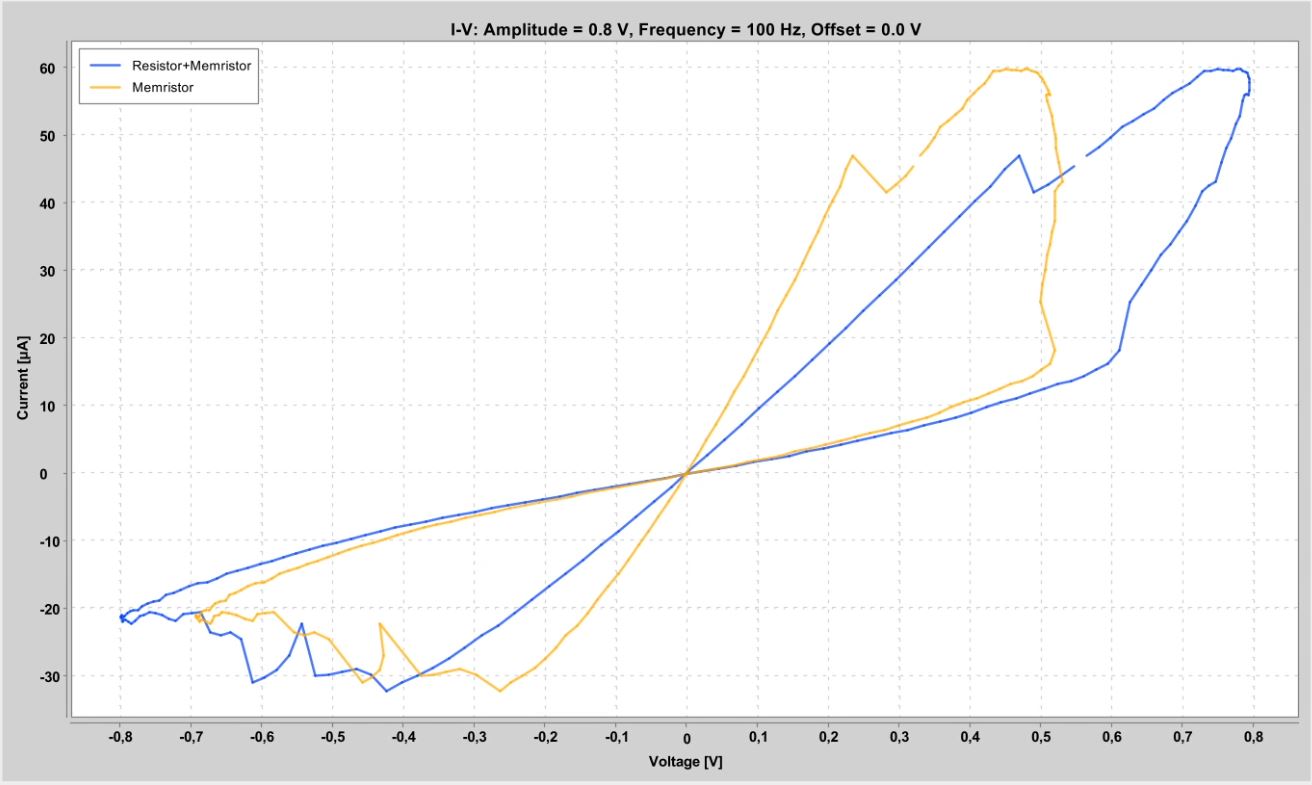 I-V: Amplitude = 0.8 V, Frequency = 100 Hz, Offset = 0.0 V
Resistor+Memristor
Memristor
60
50
40
30
20
10
0
-10
-20
-30
Current [μA]
-0,8 -0,7 -0,6 -0,5 -0,4 -0,3 -0,2 -0,1 0 0,1 0,2 0,3 0,4 0,5 0,6 0,7 0,8
Voltage [V]